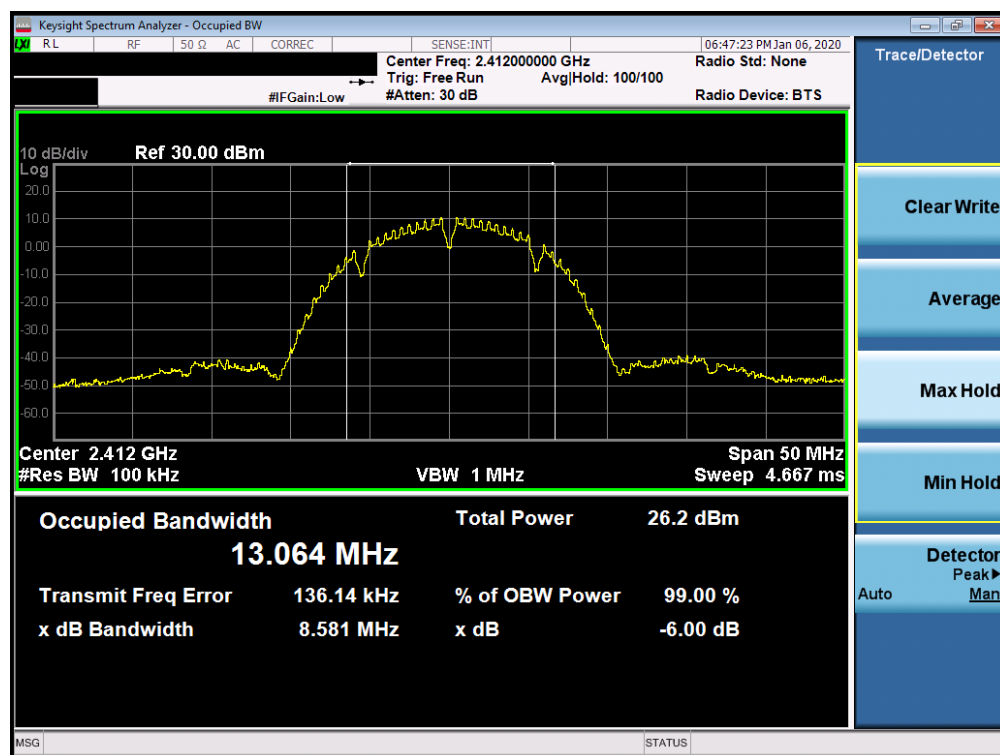 Keysight Spectrum Analyzer - Occupied BW
LXI RL RF 50 Ω AC CORREC SENSE:INT 06:47:23 PM Jan 06, 2020
Center Freq: 2.412000000 GHz Radio Std: None
Trig: Free Run Avg|Hold: 100/100
#IFGain:Low #Atten: 30 dB Radio Device: BTS
10 dB/div Ref 30.00 dBm
Log
20.0
10.0
0.00
-10.0
-20.0
-30.0
-40.0
-50.0
-60.0
Center 2.412 GHz Span 50 MHz
#Res BW 100 kHz VBW 1 MHz Sweep 4.667 ms
Occupied Bandwidth Total Power 26.2 dBm
13.064 MHz
Transmit Freq Error 136.14 kHz % of OBW Power 99.00 %
x dB Bandwidth 8.581 MHz x dB -6.00 dB
MSG STATUS
Trace/Detector
Clear Write
Average
Max Hold
Min Hold
Detector
Peak▶
Auto Man